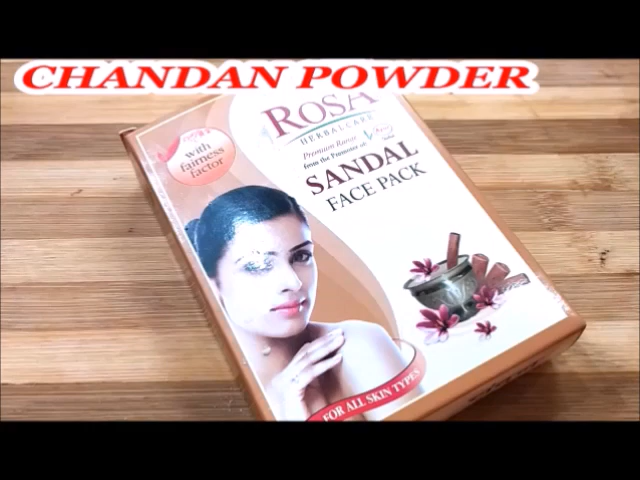 CHANDAN POWDER
ROSA
HERBALCARE
Premium Range
from the Promoter of
SANDAL
FACE PACK
with
fairness
factor
FOR ALL SKIN TYPES